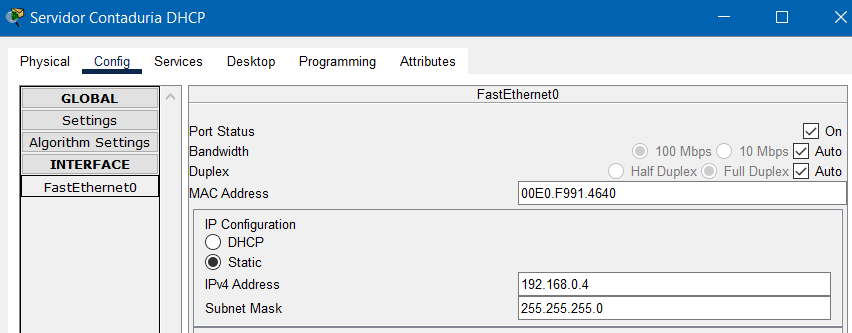 Servidor Contaduria DHCP
Physical Config Services Desktop Programming Attributes
GLOBAL
Settings
Algorithm Settings
INTERFACE
FastEthernet0
FastEthernet0
Port Status On
Bandwidth 100 Mbps 10 Mbps Auto
Duplex Half Duplex Full Duplex Auto
MAC Address 00E0.F991.4640
IP Configuration
DHCP
Static
IPv4 Address 192.168.0.4
Subnet Mask 255.255.255.0